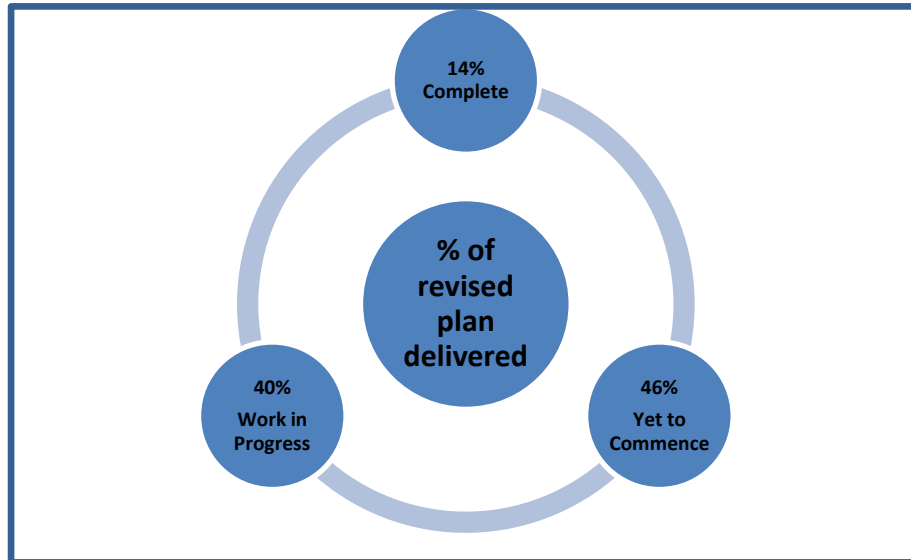 14%
Complete
% of
revised
plan
delivered
40%
Work in
Progress
46%
Yet to
Commence